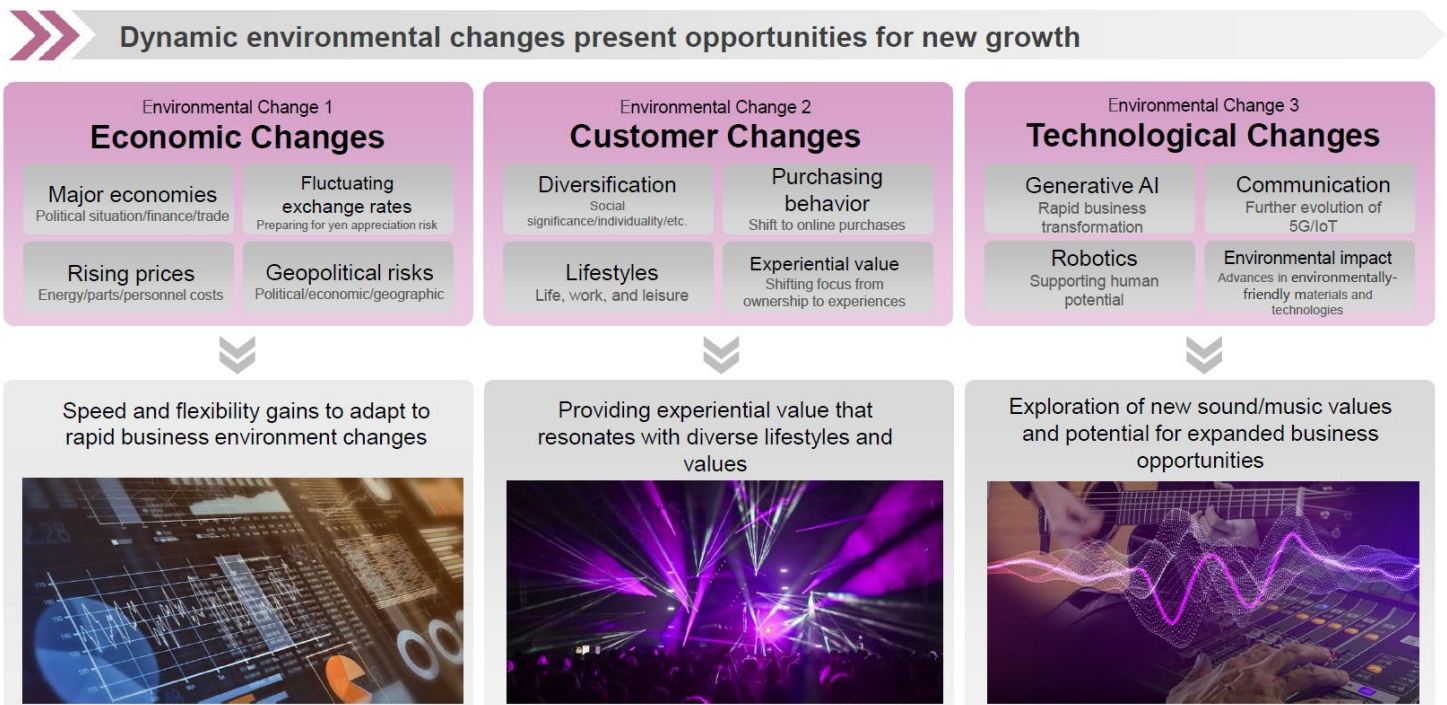 Dynamic environmental changes present opportunities for new growth
Environmental Change 1
Economic Changes
Major economies
Political situation/finance/trade
Fluctuating
exchange rates
Preparing for yen appreciation risk
Rising prices
Energy/parts/personnel costs
Geopolitical risks
Political/economic/geographic
Speed and flexibility gains to adapt to
rapid business environment changes
Environmental Change 2
Customer Changes
Diversification
Social
significance/individuality/etc.
Purchasing
behavior
Shift to online purchases
Lifestyles
Life, work, and leisure
Experiential value
Shifting focus from
ownership to experiences
Providing experiential value that
resonates with diverse lifestyles and
values
Environmental Change 3
Technological Changes
Generative AI
Rapid business
transformation
Communication
Further evolution of
5G/IoT
Robotics
Supporting human
potential
Environmental impact
Advances in environmentally-
friendly materials and
technologies
Exploration of new sound/music values
and potential for expanded business
opportunities